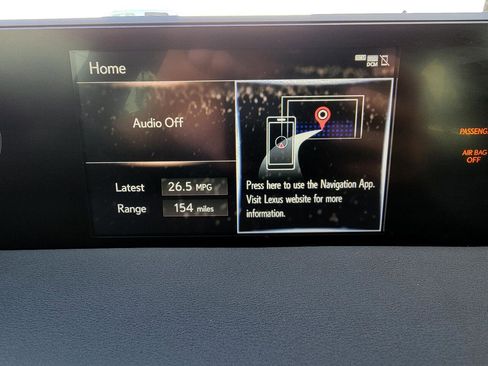 Home
DCM
Audio Off
Latest 26.5 MPG
Range 154 miles
Press here to use the Navigation App.
Visit Lexus website for more
information.
AIR BAG
OFF